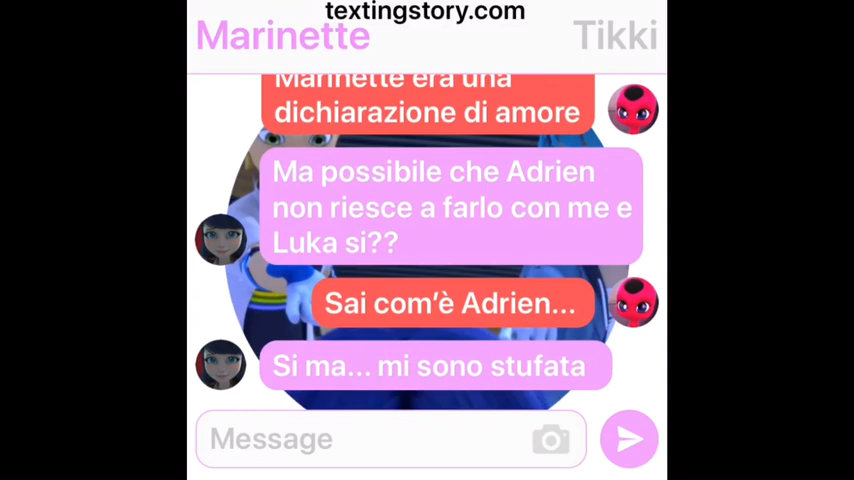 textingstory.com
Marinette Tikki
Marinette era una
dichiarazione di amore
Ma possibile che Adrien
non riesce a farlo con me e
Luka si??
Sai com’è Adrien...
Si ma... mi sono stufata
Message